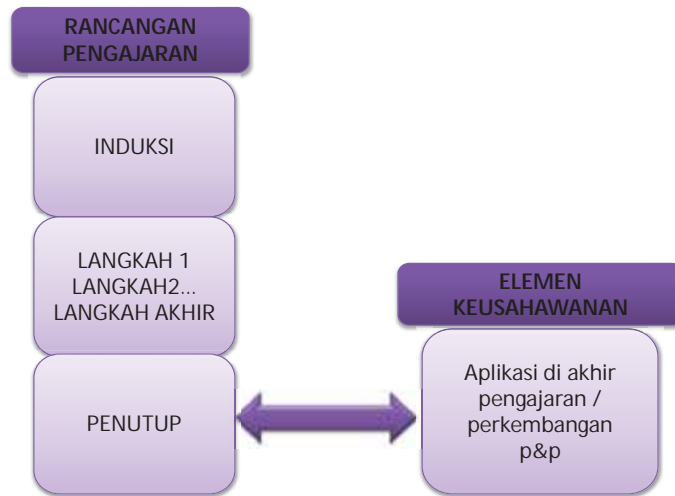 RANCANGAN
PENGAJARAN
INDUKSI
LANGKAH 1
LANGKAH2...
LANGKAH AKHIR
PENUTUP
ELEMEN
KEUSAHAWANAN
Aplikasi di akhir
pengajaran /
perkembangan
p&p